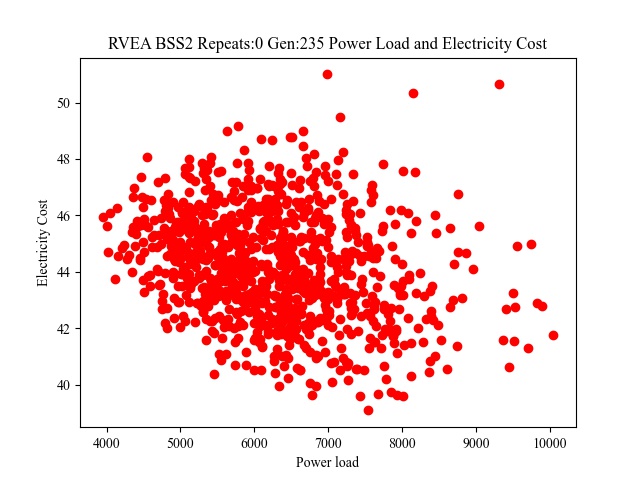 RVEA BSS2 Repeats:0 Gen:235 Power Load and Electricity Cost
50
48
46
44
42
40
Electricity Cost
4000 5000 6000 7000 8000 9000 10000
Power load